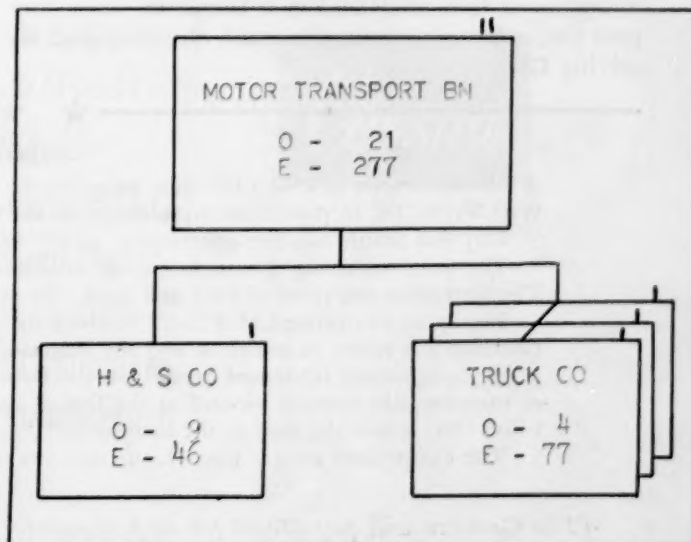 MOTOR TRANSPORT BN
O - 21
E - 277
H & S CO
O - 9
E - 46
TRUCK CO
O - 4
E - 77